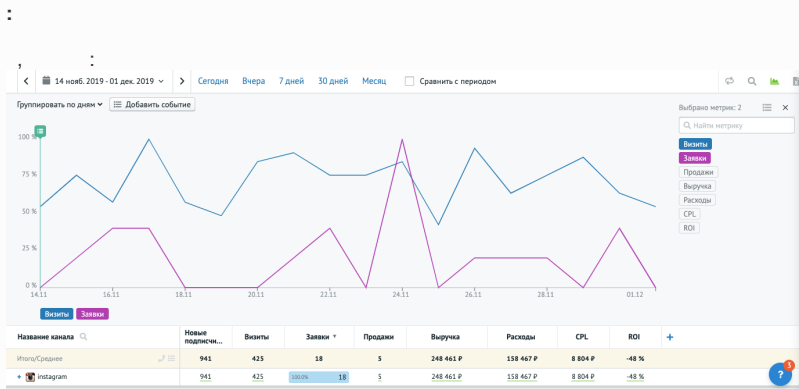 :
, :
14 нояб. 2019 - 01 дек. 2019 Сегодня Вчера 7 дней 30 дней Месяц Сравнить с периодом
Группировать по дням Добавить событие
Выбрано метрик: 2
Найти метрику
Визиты
Заявки
Продажи
Выручка
Расходы
CPL
ROI
100 %
75 %
50 %
25 %
0 %
14.11 16.11 18.11 20.11 22.11 24.11 26.11 28.11 01.12
Визиты Заявки
Название канала Новые подписчи... Визиты Заявки Продажи Выручка Расходы CPL ROI +
Итого/Среднее 941 425 18 5 248 461 ₽ 158 467 ₽ 8 804 ₽ -48 %
+ instagram 941 425 100.0% 18 5 248 461 ₽ 158 467 ₽ 8 804 ₽ -48 %
? 3